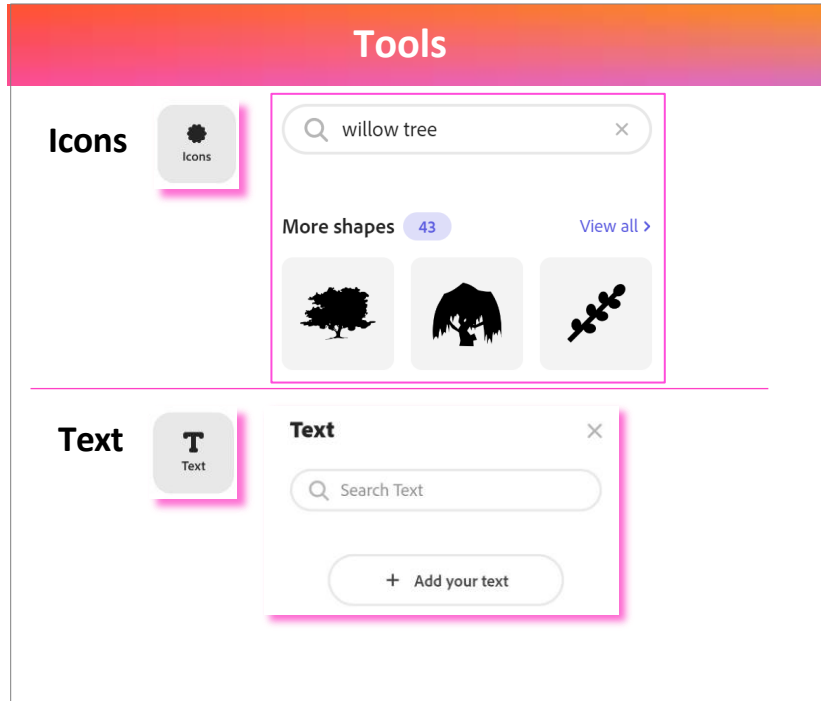 Tools
Icons
Icons
willow tree
More shapes 43 View all >
Text
Text
Text
Search Text
+ Add your text